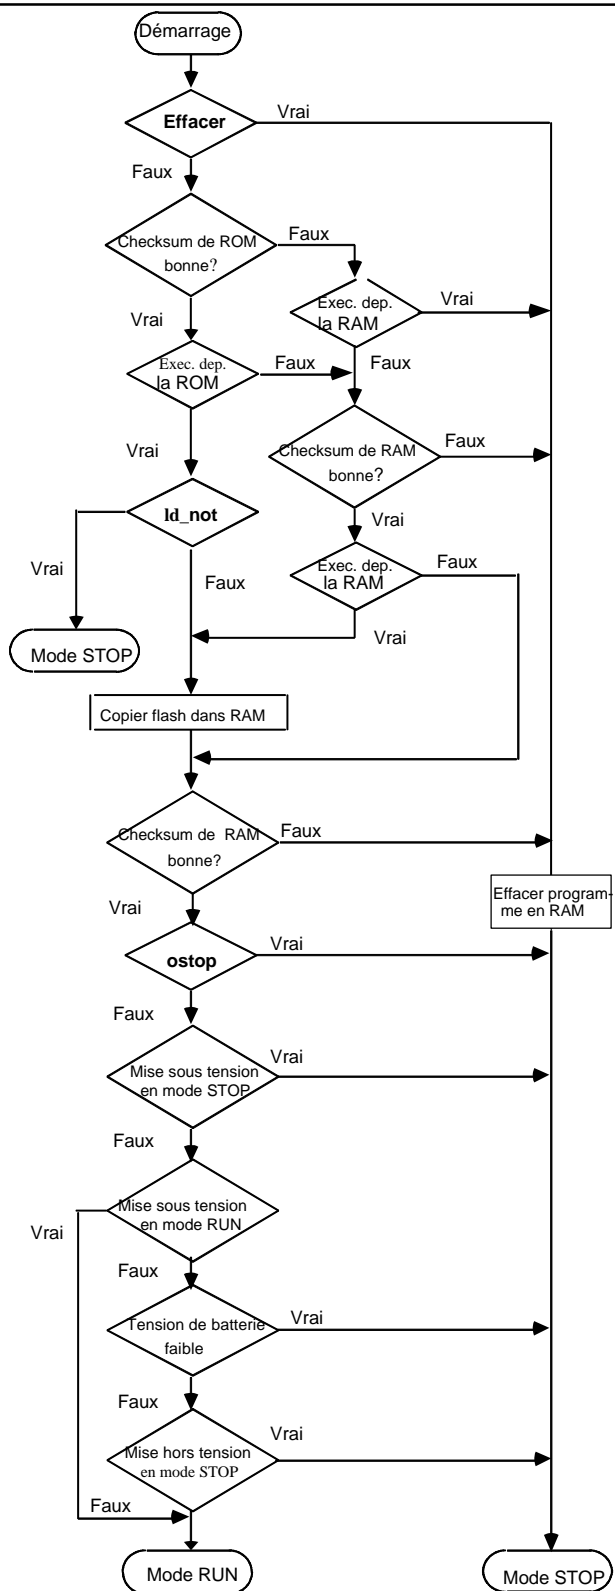 Démarrage
Effacer
Vrai
Faux
Checksum de ROM
bonne?
Faux
Vrai
Exec. dep.
la RAM
Vrai
Faux
Exec. dep.
la ROM
Faux
Vrai
Checksum de RAM
bonne?
Faux
Vrai
ld_not
Vrai
Faux
Exec. dep.
la RAM
Faux
Vrai
Mode STOP
Copier flash dans RAM
Checksum de RAM
bonne?
Faux
Vrai
Effacer program-
me en RAM
ostop
Vrai
Faux
Mise sous tension
en mode STOP
Vrai
Faux
Mise sous tension
en mode RUN
Vrai
Faux
Tension de batterie
faible
Vrai
Faux
Mise hors tension
en mode STOP
Vrai
Faux
Mode RUN
Mode STOP